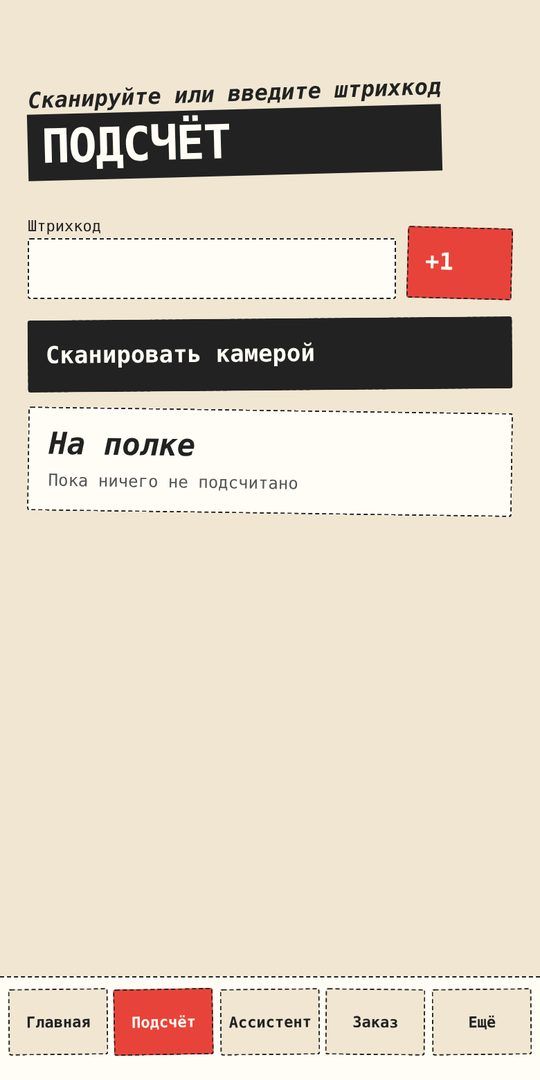 Сканируйте или введите штрихкод
ПОДСЧЁТ
Штрихкод
+1
Сканировать камерой
На полке
Пока ничего не подсчитано
Главная
Подсчёт
Ассистент
Заказ
Ещё